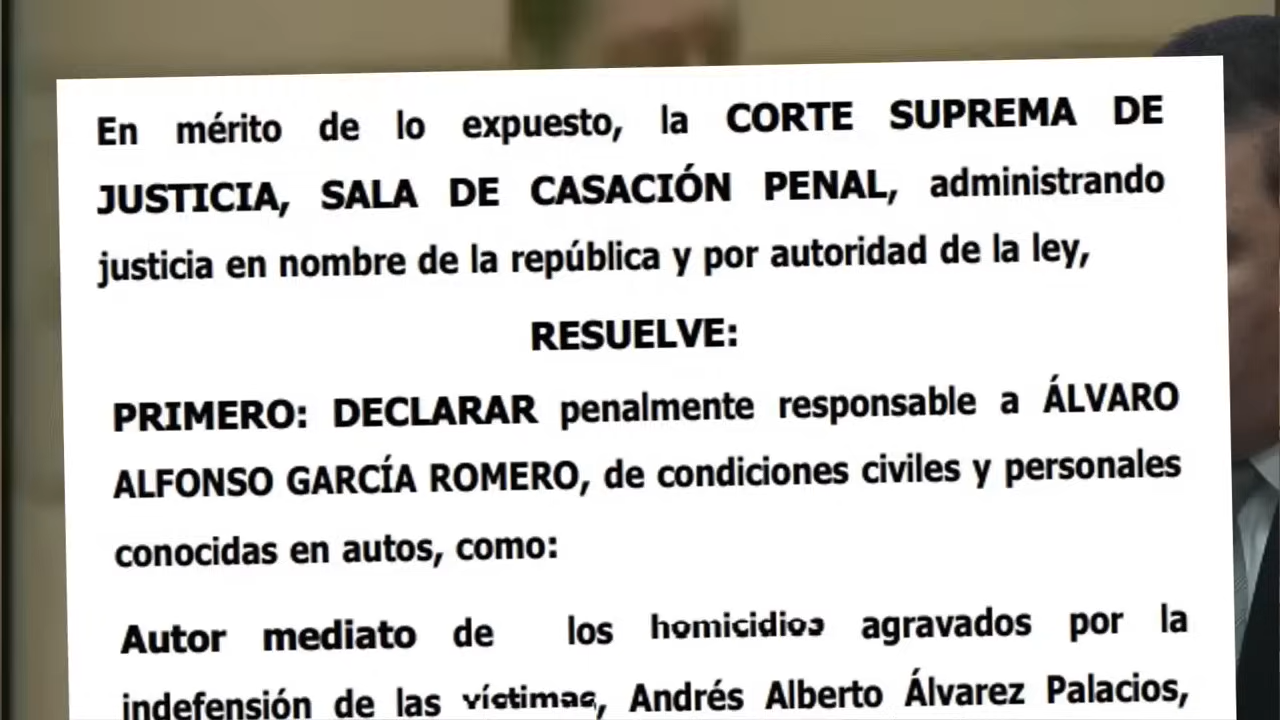 En mérito de lo expuesto, la CORTE SUPREMA DE
JUSTICIA, SALA DE CASACIÓN PENAL, administrando
justicia en nombre de la república y por autoridad de la ley,
RESUELVE:
PRIMERO: DECLARAR penalmente responsable a ÁLVARO
ALFONSO GARCÍA ROMERO, de condiciones civiles y personales
conocidas en autos, como:
Autor mediato de los homicidios agravados por la
indefensión de las víctimas, Andrés Alberto Álvarez Palacios,